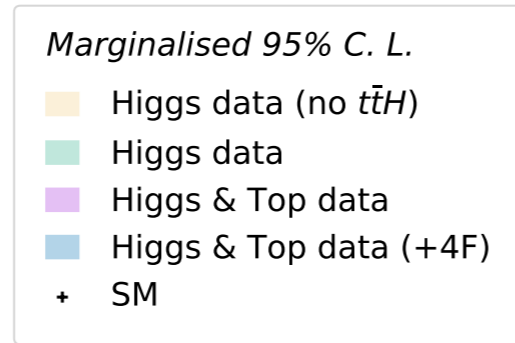 Marginalised 95% C. L.
Higgs data (no tt̄H)
Higgs data
Higgs & Top data
Higgs & Top data (+4F)
SM